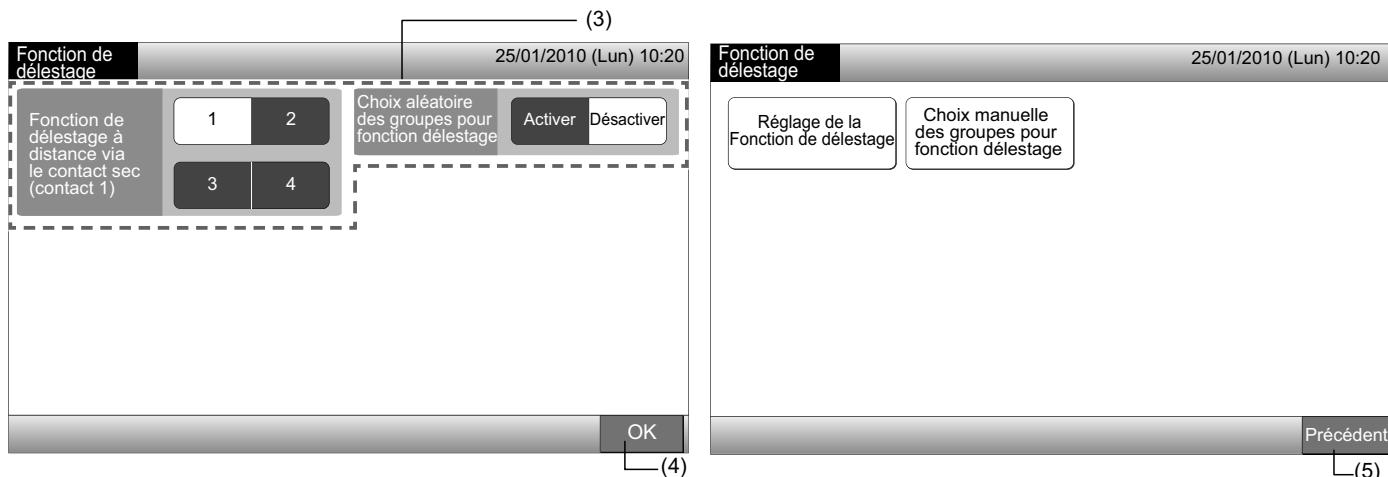 (3)
Fonction de
délestage
25/01/2010 (Lun) 10:20
Fonction de
délestage à
distance via
le contact sec
(contact 1)
1
2
3
4
Choix aléatoire
des groupes pour
fonction délestage
Activer
Désactiver
OK
(4)
Fonction de
délestage
25/01/2010 (Lun) 10:20
Réglage de la
Fonction de délestage
Choix manuelle
des groupes pour
fonction délestage
Précédent
(5)